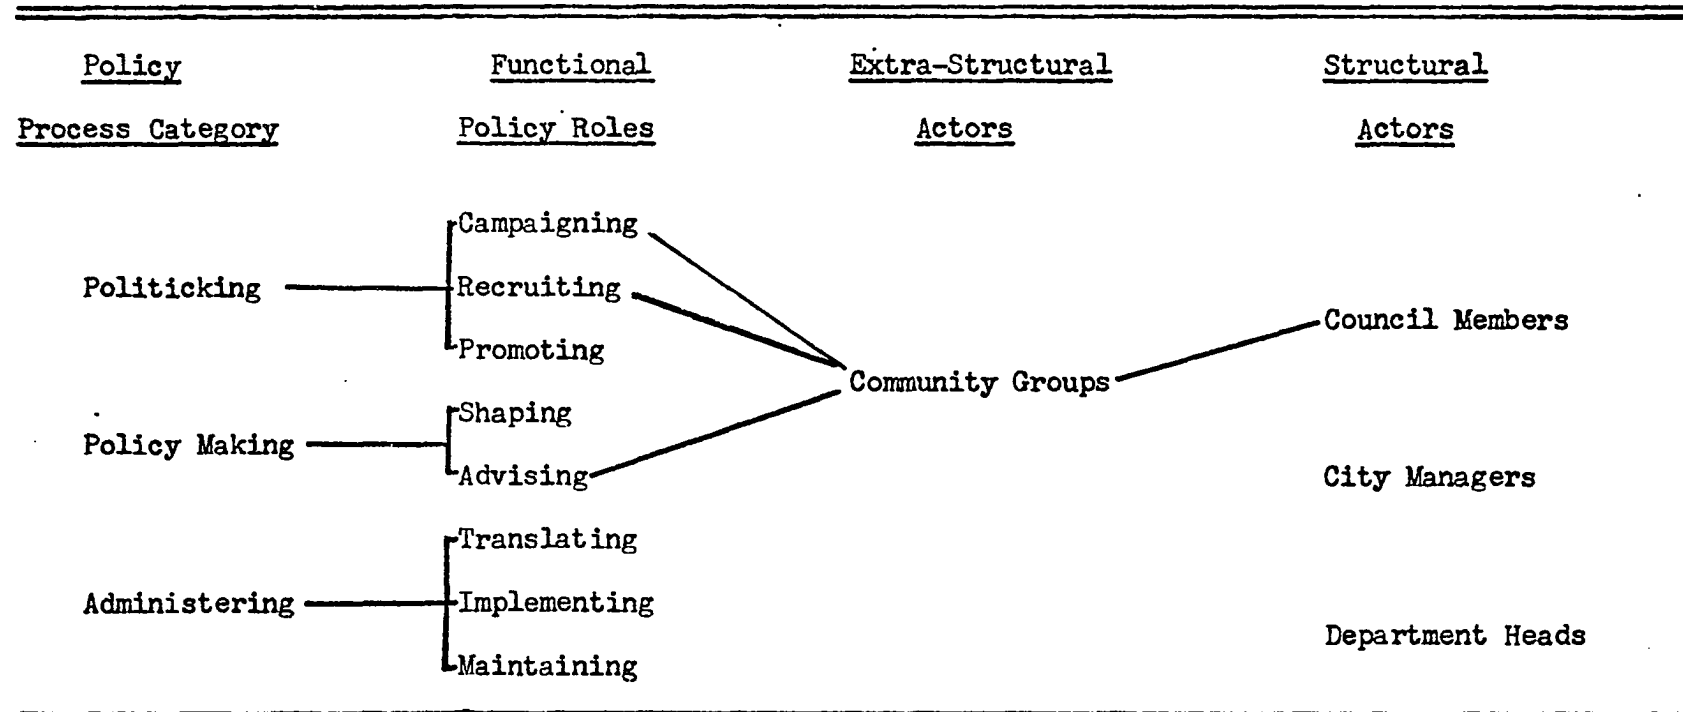 Policy Functional Extra-Structural Structural
Process Category Policy Roles Actors Actors
Campaigning
Politicking Recruiting
Council Members
Promoting
Community Groups
Shaping
Policy Making
Advising City Managers
Translating
Administering Implementing
Department Heads
Maintaining